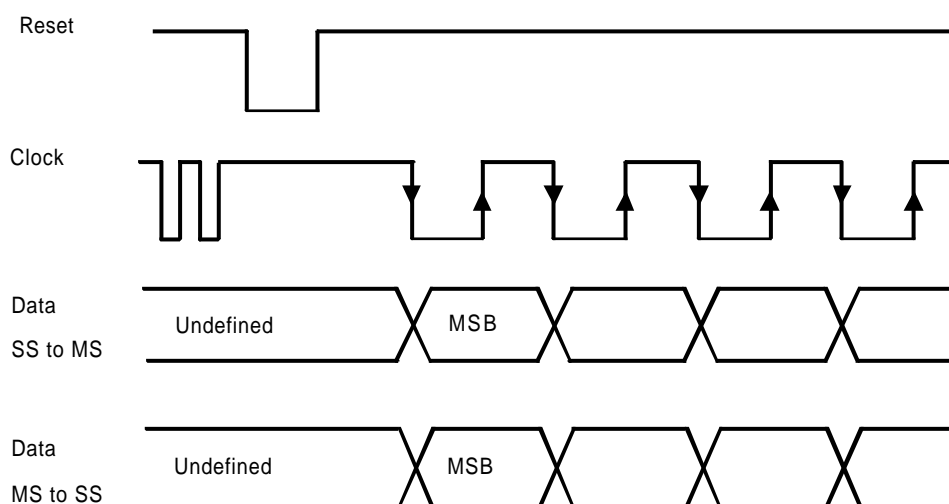 Reset
Clock
Data
SS to MS
Undefined
MSB
Data
MS to SS
Undefined
MSB